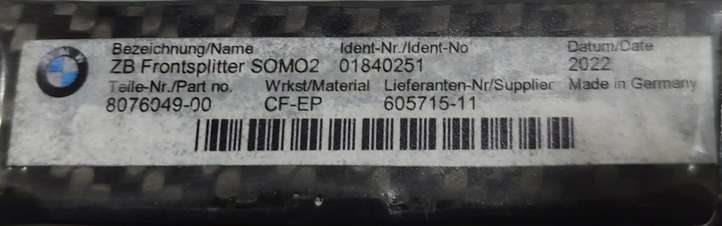 BMW
Bezeichnung/Name Ident-Nr./Ident-No Datum/Date
ZB Frontsplitter SOMO2 01840251 2022
Teile-Nr./Part no. Wrkst/Material Lieferanten-Nr/Supplier Made in Germany
8076049-00 CF-EP 605715-11